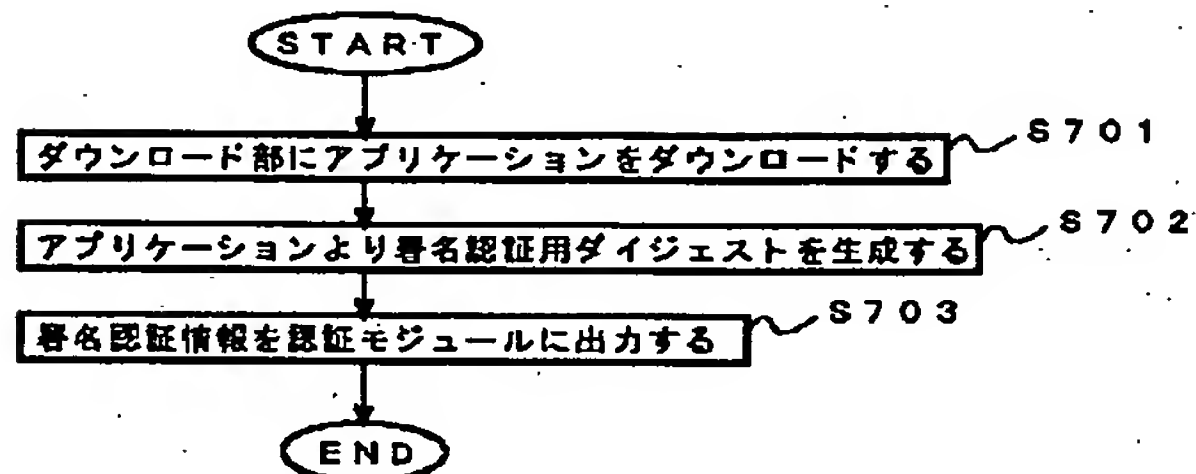 START
ダウンロード部にアプリケーションをダウンロードする
S701
アプリケーションより署名認証用ダイジェストを生成する
S702
署名認証情報を認証モジュールに出力する
S703
END